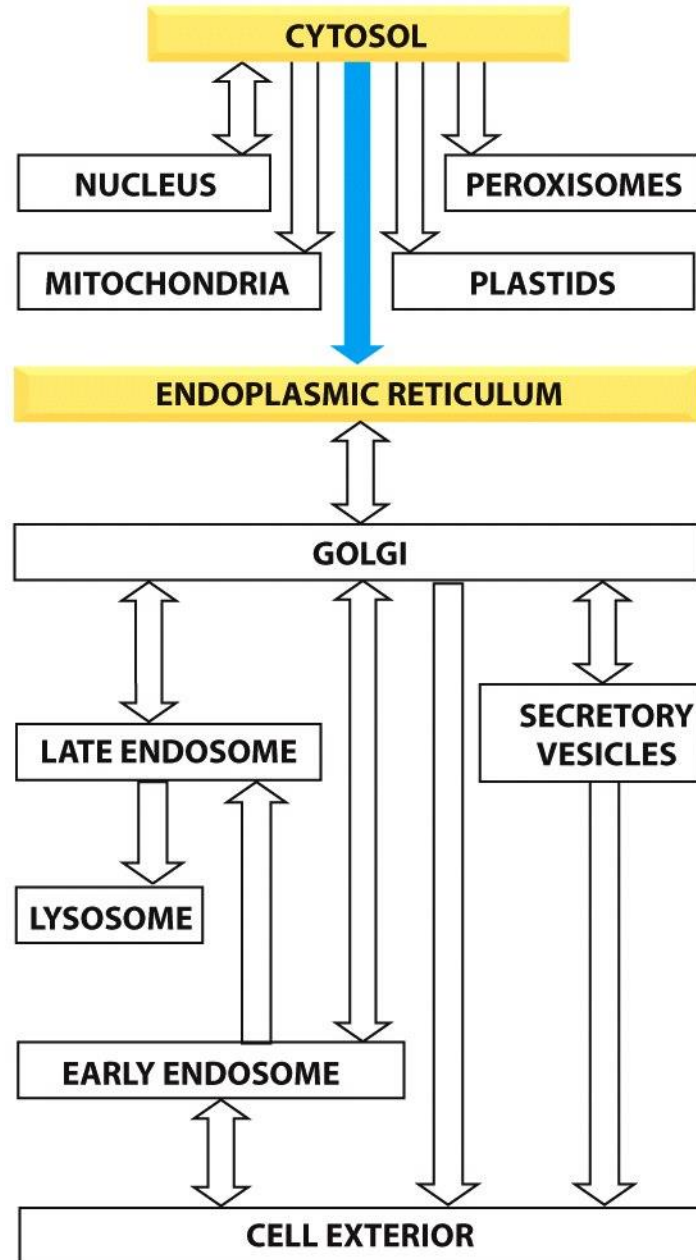 CYTOSOL
NUCLEUS
PEROXISOMES
MITOCHONDRIA
PLASTIDS
ENDOPLASMIC RETICULUM
GOLGI
SECRETORY
VESICLES
LATE ENDOSOME
LYSOSOME
EARLY ENDOSOME
CELL EXTERIOR